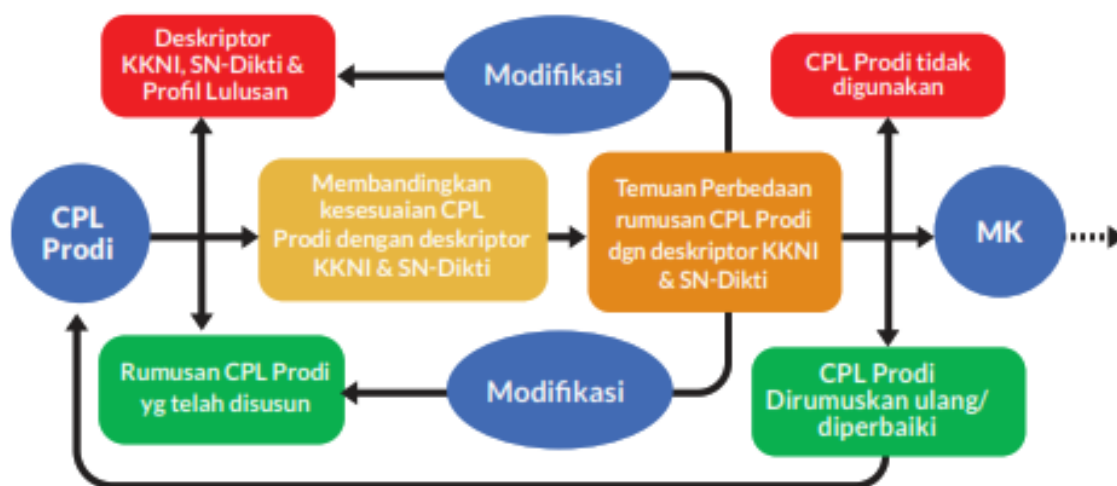 Deskriptor
KKNI, SN-Dikti &
Profil Lulusan
Modifikasi
CPL Prodi tidak
digunakan
CPL
Prodi
Membandingkan
kesesuaian CPL
Prodi dengan deskriptor
KKNI & SN-Dikti
Temuan Perbedaan
rumusan CPL Prodi
dgn deskriptor KKNI
& SN-Dikti
MK
Rumusan CPL Prodi
yg telah disusun
Modifikasi
CPL Prodi
Dirumuskan ulang/
diperbaiki